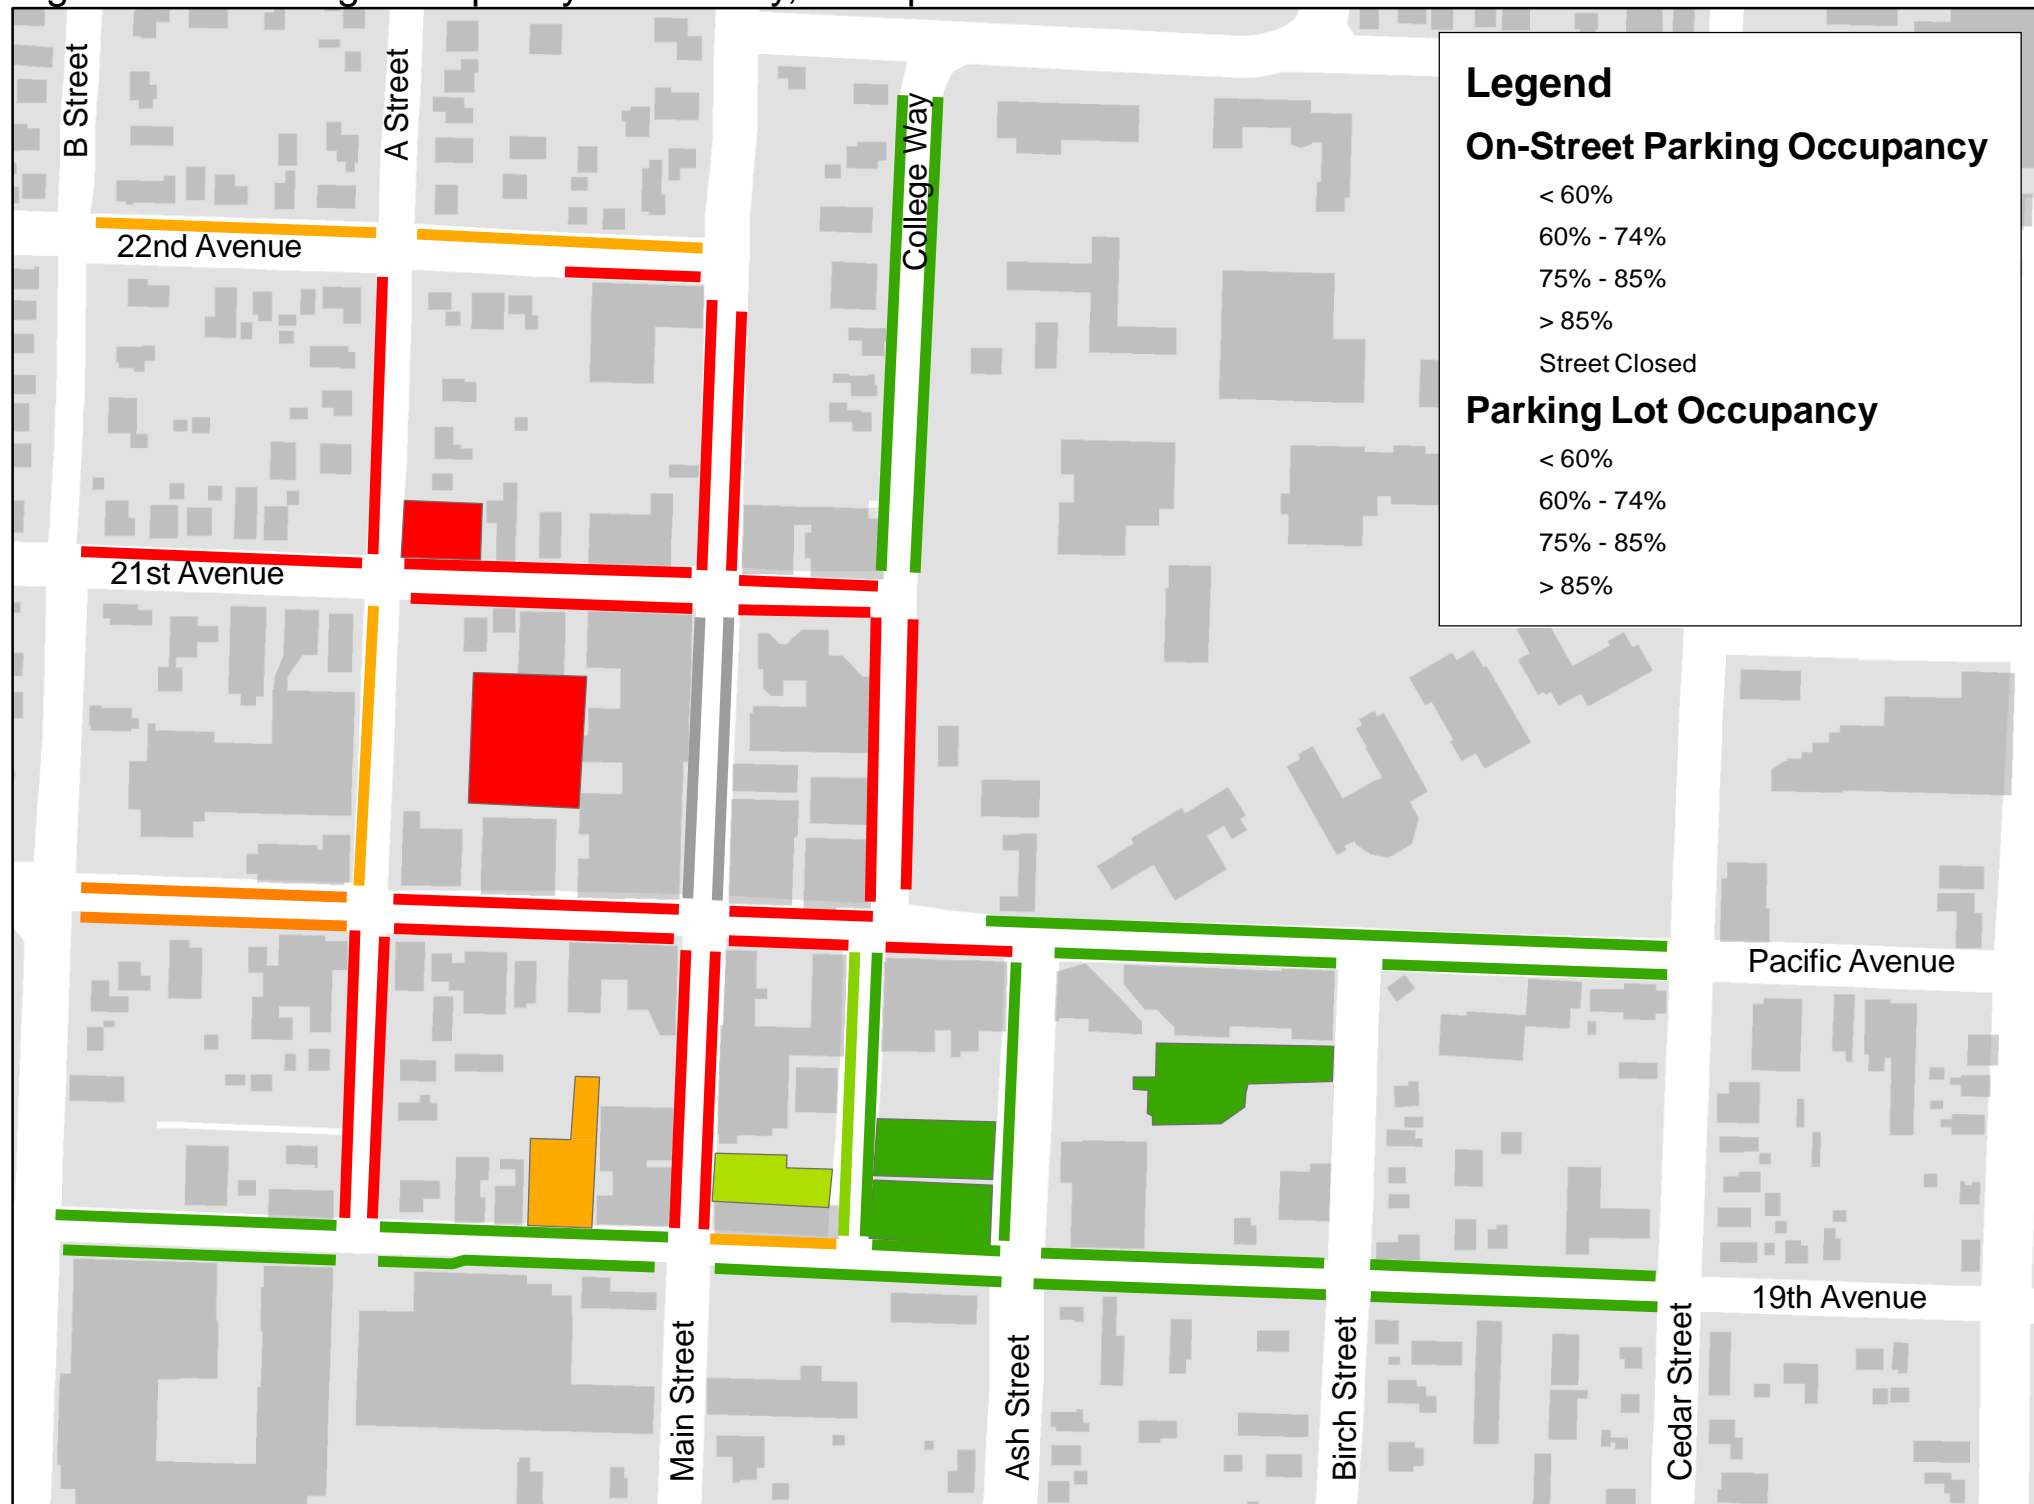 B Street
A Street
College Way
22nd Avenue
21st Avenue
Pacific Avenue
19th Avenue
Main Street
Ash Street
Birch Street
Cedar Street
Legend
On-Street Parking Occupancy
< 60%
60% - 74%
75% - 85%
> 85%
Street Closed
Parking Lot Occupancy
< 60%
60% - 74%
75% - 85%
> 85%